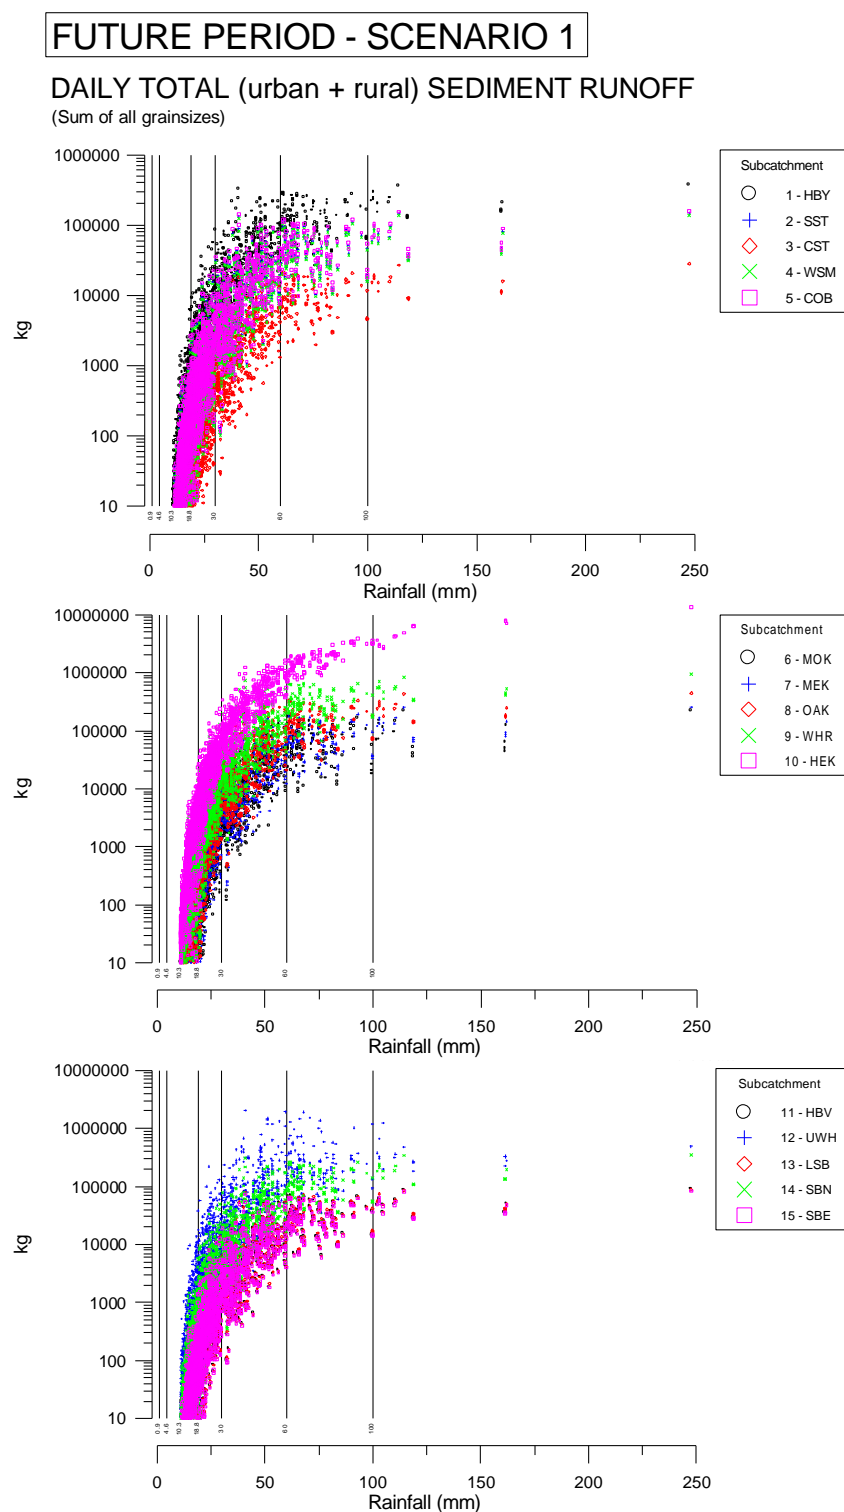 FUTURE PERIOD - SCENARIO 1
DAILY TOTAL (urban + rural) SEDIMENT RUNOFF
(Sum of all grainsizes)
1000000
100000
10000
1000
100
10
kg
0.9 4.6 10.3 18.8 30 60 100
0 50 100 150 200 250
Rainfall (mm)
Subcatchment
1 - HBY
2 - SST
3 - CST
4 - WSM
5 - COB
10000000
1000000
100000
10000
1000
100
10
kg
0.9 4.6 10.3 18.8 30 60 100
0 50 100 150 200 250
Rainfall (mm)
Subcatchment
6 - MOK
7 - MEK
8 - OAK
9 - WHR
10 - HEK
10000000
1000000
100000
10000
1000
100
10
kg
0.9 4.6 10.3 18.8 30 60 100
0 50 100 150 200 250
Rainfall (mm)
Subcatchment
11 - HBV
12 - UWH
13 - LSB
14 - SBN
15 - SBE